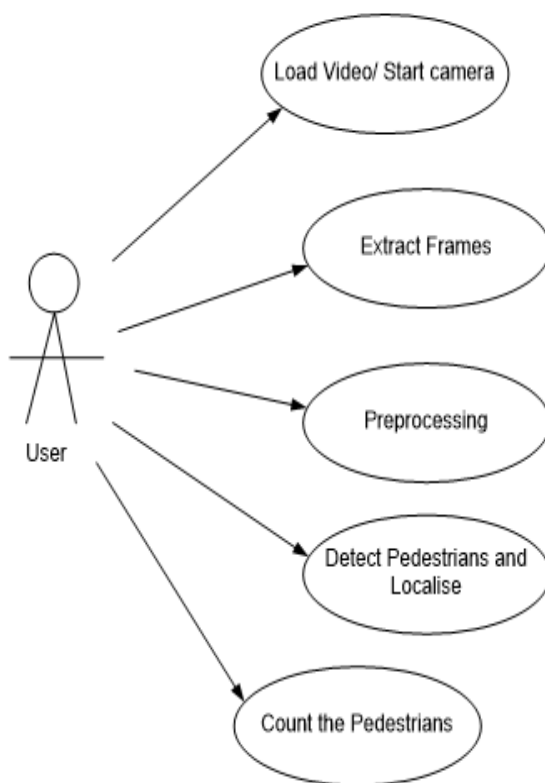 Load Video/ Start camera
Extract Frames
Preprocessing
User
Detect Pedestrians and
Localise
Count the Pedestrians